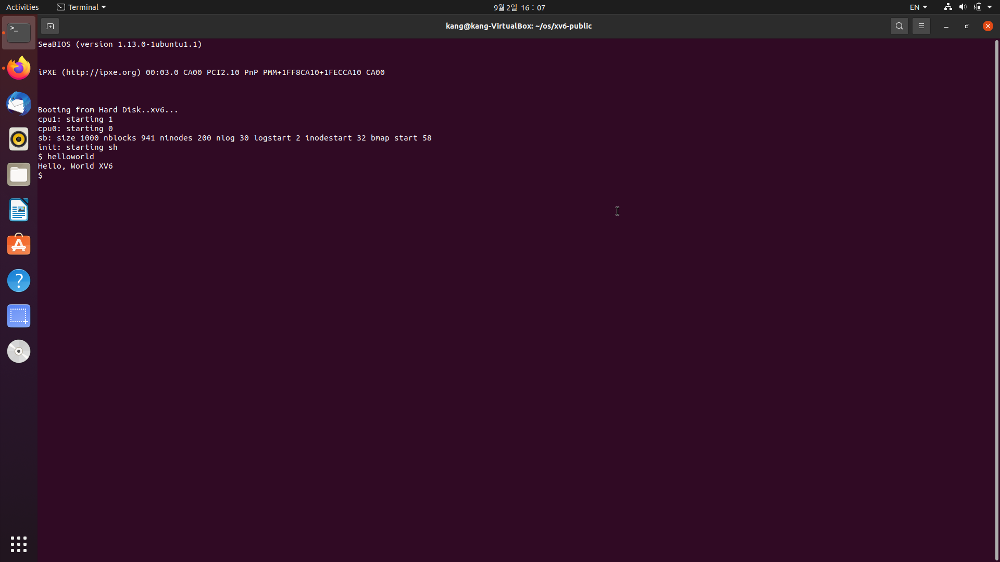 Activities
Terminal
9월 2일 16 : 07
EN
kang@kang-VirtualBox: ~/os/xv6-public
SeaBIOS (version 1.13.0-1ubuntu1.1)
iPXE (http://ipxe.org) 00:03.0 CA00 PCI2.10 PnP PMM+1FF8CA10+1FECCA10 CA00
Booting from Hard Disk..xv6...
cpu1: starting 1
cpu0: starting 0
sb: size 1000 nblocks 941 ninodes 200 nlog 30 logstart 2 inodestart 32 bmap start 58
init: starting sh
$ helloworld
Hello, World XV6
$